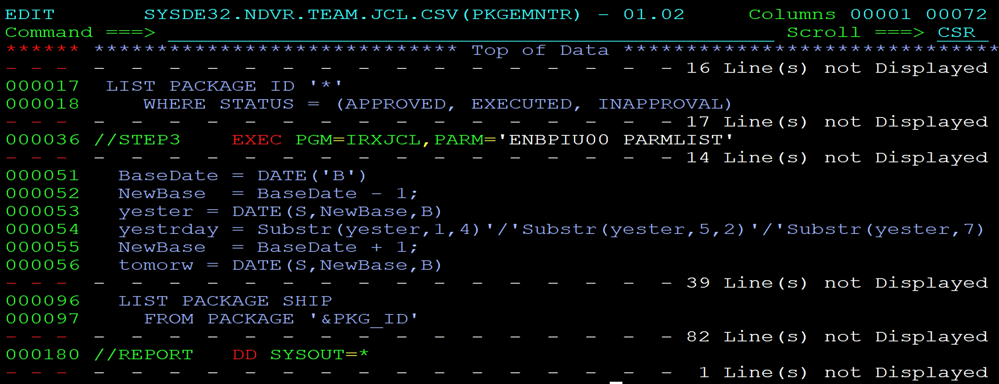 EDIT       SYSDE32.NDVR.TEAM.JCL.CSV(PKGEMNTR) - 01.02     Columns 00001 00072
Command ===>                                                  Scroll ===> CSR
****** ***************************** Top of Data ******************************
- - -  -  -  -  -  -  -  -  -  -  -  -  -  -  -  -  - 16 Line(s) not Displayed
000017  LIST PACKAGE ID '*'
000018     WHERE STATUS = (APPROVED, EXECUTED, INAPPROVAL)
- - -  -  -  -  -  -  -  -  -  -  -  -  -  -  -  -  - 17 Line(s) not Displayed
000036 //STEP3    EXEC PGM=IRXJCL,PARM='ENBPIU00 PARMLIST'
- - -  -  -  -  -  -  -  -  -  -  -  -  -  -  -  -  - 14 Line(s) not Displayed
000051   BaseDate = DATE('B')
000052   NewBase  = BaseDate - 1;
000053   yester = DATE(S,NewBase,B)
000054   yestrday = Substr(yester,1,4)'/'Substr(yester,5,2)'/'Substr(yester,7)
000055   NewBase  = BaseDate + 1;
000056   tomorw = DATE(S,NewBase,B)
- - -  -  -  -  -  -  -  -  -  -  -  -  -  -  -  -  - 39 Line(s) not Displayed
000096   LIST PACKAGE SHIP
000097     FROM PACKAGE '&PKG_ID'
- - -  -  -  -  -  -  -  -  -  -  -  -  -  -  -  -  - 82 Line(s) not Displayed
000180 //REPORT   DD SYSOUT=*
- - -  -  -  -  -  -  -  -  -  -  -  -  -  -  -  -  -  1 Line(s) not Displayed